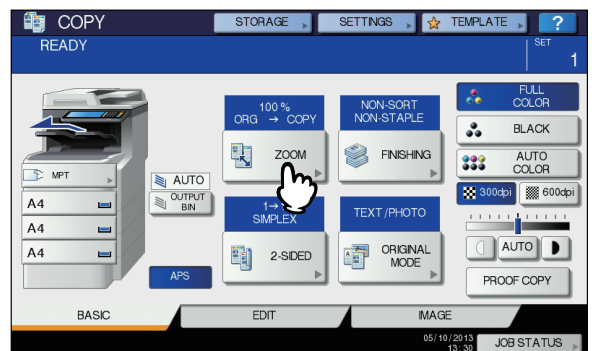 COPY
STORAGE
SETTINGS
TEMPLATE
?
READY
SET
1
100 %
ORG → COPY
ZOOM
NON-SORT
NON-STAPLE
FINISHING
FULL
COLOR
BLACK
AUTO
COLOR
300dpi
600dpi
MPT
A4
A4
A4
AUTO
OUTPUT
BIN
APS
1→
SIMPLEX
2-SIDED
TEXT/PHOTO
ORIGINAL
MODE
AUTO
PROOF COPY
BASIC
EDIT
IMAGE
05/10/2013
13:30
JOB STATUS